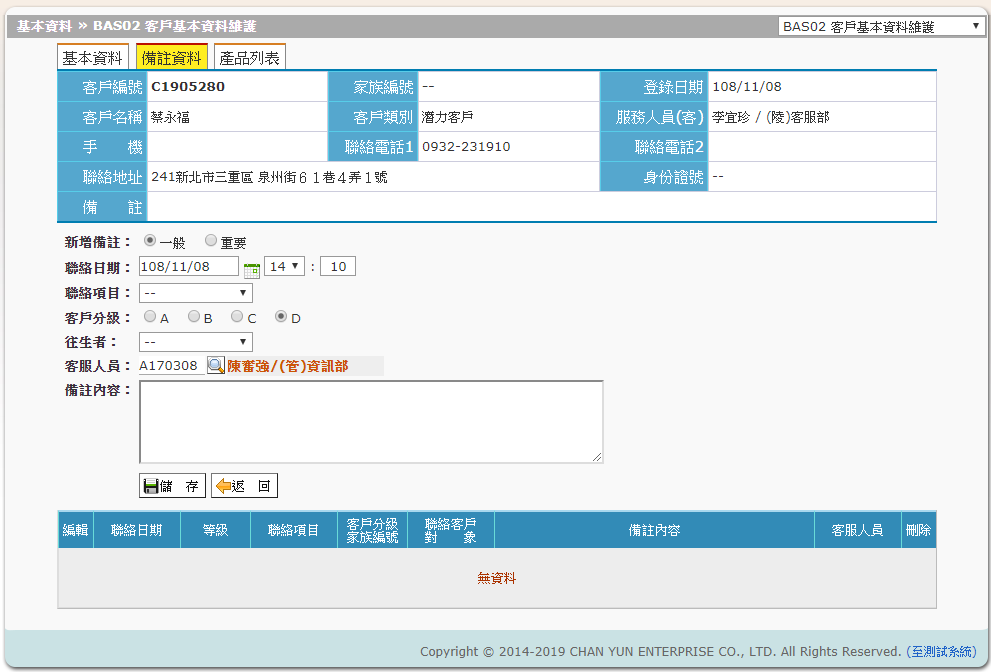 基本資料 » BAS02 客戶基本資料維護 BAS02 客戶基本資料維護
基本資料 備註資料 產品列表
客戶編號 C1905280 家族編號 -- 登錄日期 108/11/08
客戶名稱 蔡永福 客戶類別 潛力客戶 服務人員(客) 李宜珍 / (陵)客服部
手 機 聯絡電話1 0932-231910 聯絡電話2
聯絡地址 241新北市三重區 泉州街６１巷４弄１號 身份證號 --
備 註
新增備註： 一般 重要
聯絡日期： 108/11/08 14 : 10
聯絡項目： --
客戶分級： A B C D
往生者： --
客服人員： A170308 陳奮強/(管)資訊部
備註內容：
儲 存 返 回
編輯 聯絡日期 等級 聯絡項目 客戶分級 家族編號 聯絡客戶 對 象 備註內容 客服人員 刪除
無資料
Copyright © 2014-2019 CHAN YUN ENTERPRISE CO., LTD. All Rights Reserved. (至測試系統)